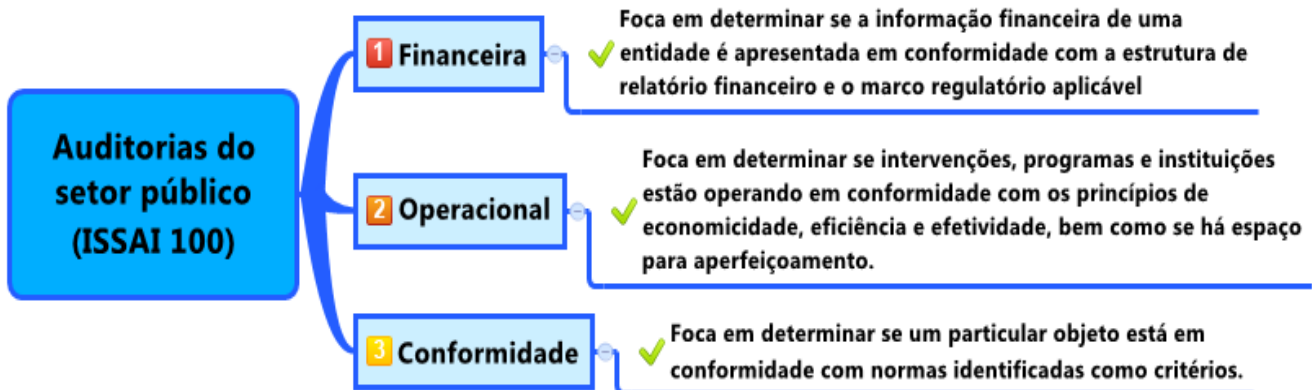 Auditorias do
setor público
(ISSAI 100)
1 Financeira
Foca em determinar se a informação financeira de uma
entidade é apresentada em conformidade com a estrutura de
relatório financeiro e o marco regulatório aplicável
2 Operacional
Foca em determinar se intervenções, programas e instituições
estão operando em conformidade com os princípios de
economicidade, eficiência e efetividade, bem como se há espaço
para aperfeiçoamento.
3 Conformidade
Foca em determinar se um particular objeto está em
conformidade com normas identificadas como critérios.